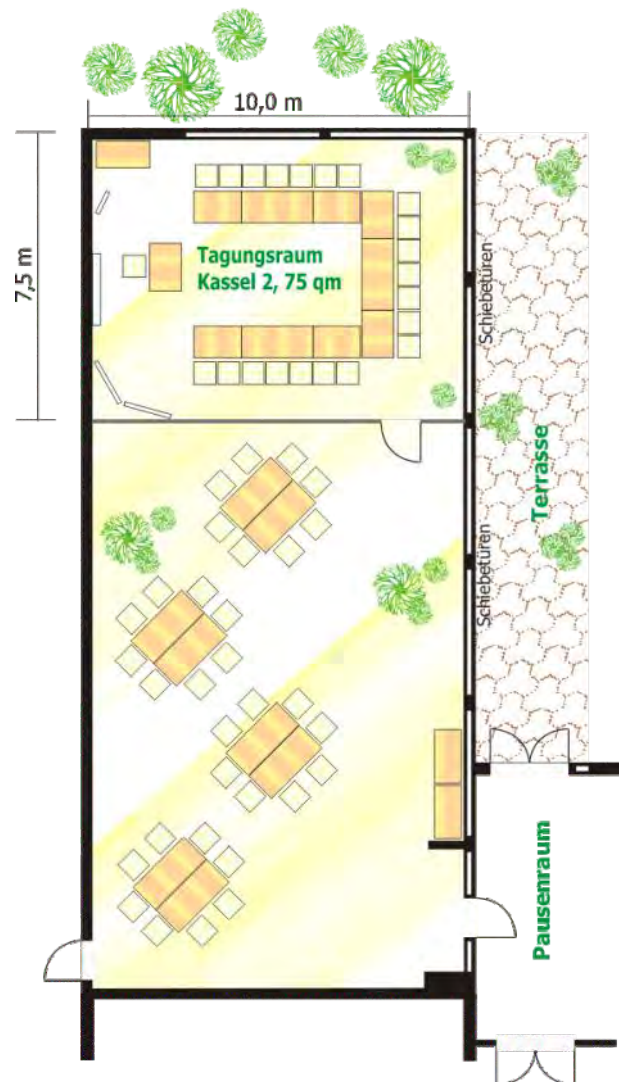 10,0 m
7,5 m
Tagungsraum
Kassel 2, 75 qm
Schiebetüren
Terrasse
Schiebetüren
Pausenraum